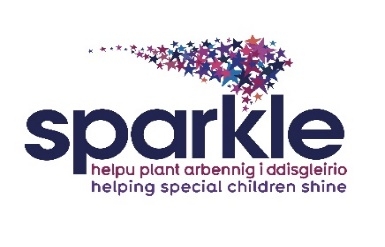 sparkle
helpu plant arbennig i ddisgleirio
helping special children shine